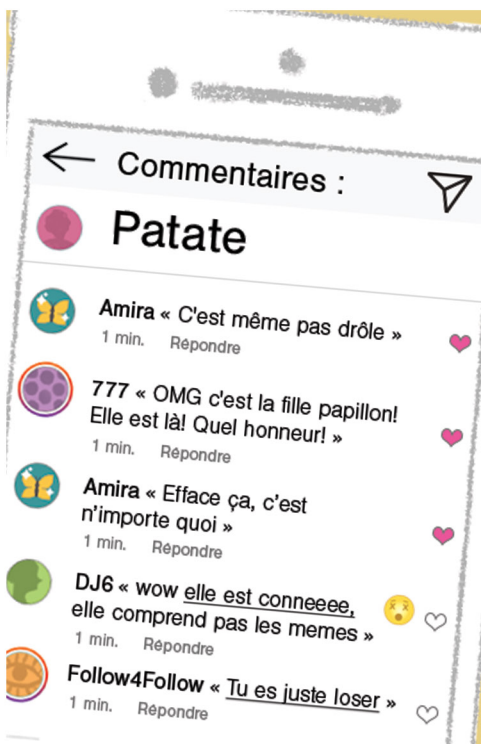 Commentaires :
Patate
Amira « C'est même pas drôle »
1 min. Répondre
777 « OMG c'est la fille papillon!
Elle est là! Quel honneur! »
1 min. Répondre
Amira « Efface ça, c'est
n'importe quoi »
1 min. Répondre
DJ6 « wow elle est conneeee,
elle comprend pas les memes »
1 min. Répondre
Follow4Follow « Tu es juste loser »
1 min. Répondre